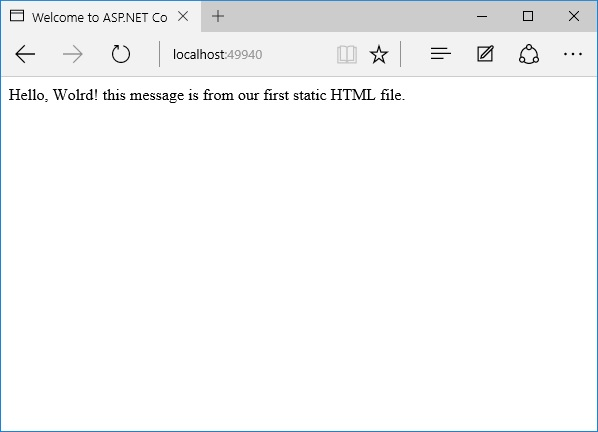 Welcome to ASP.NET Co
localhost:49940
Hello, Wolrd! this message is from our first static HTML file.